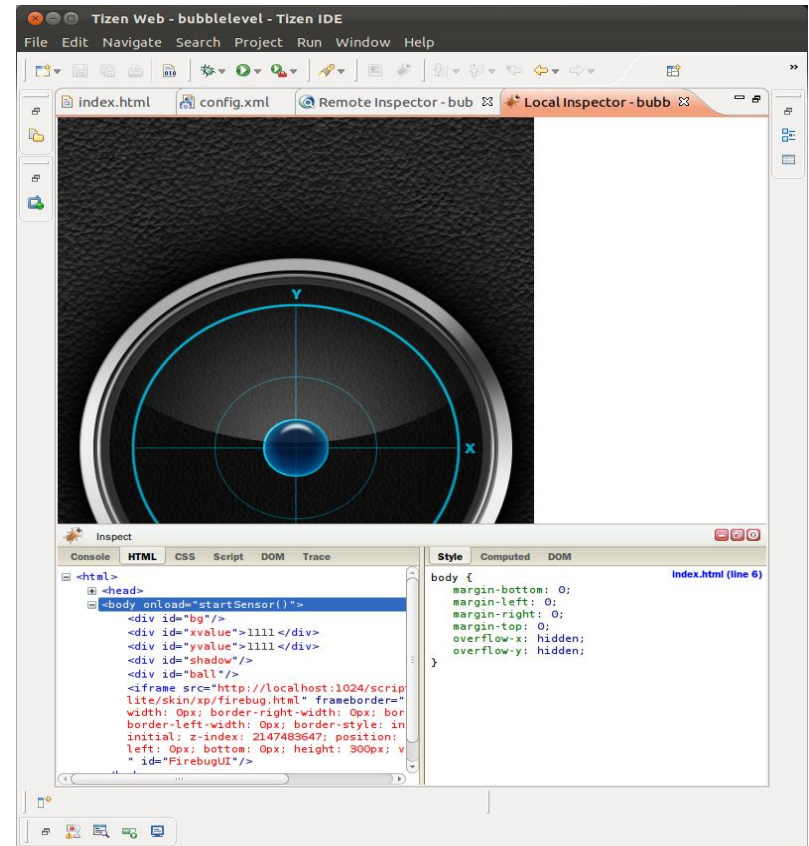 Tizen Web - bubblelevel - Tizen IDE
File Edit Navigate Search Project Run Window Help
index.html config.xml Remote Inspector - bub Local Inspector - bubb
Y
X
Inspect
Console HTML CSS Script DOM Trace
Style Computed DOM
<html>
<head>
<body onload="startSensor()">
<div id="bg"/>
<div id="xvalue">1111</div>
<div id="yvalue">1111</div>
<div id="shadow"/>
<div id="ball"/>
<iframe src="http://localhost:1024/scrip
lite/skin/xp/firebug.html" frameborder="
width: 0px; border-right-width: 0px; bor
border-left-width: 0px; border-style: in
initial; z-index: 2147483647; position:
left: 0px; bottom: 0px; height: 300px; v
" id="FirebugUI"/>
body {
index.html (line 6)
margin-bottom: 0;
margin-left: 0;
margin-right: 0;
margin-top: 0;
overflow-x: hidden;
overflow-y: hidden;
}